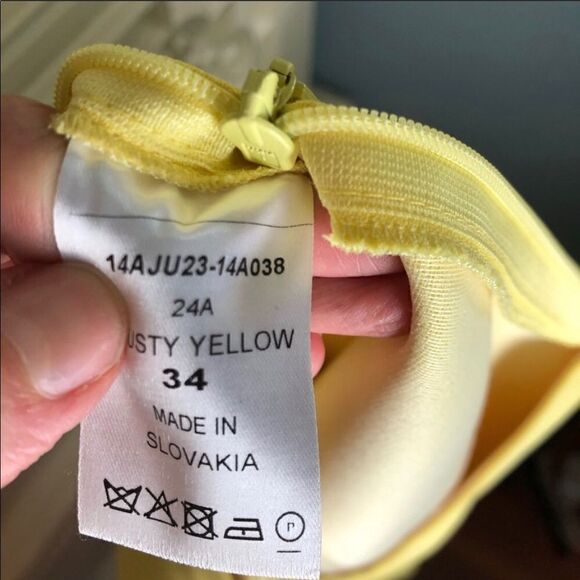 14AJU23-14A038
24A
USTY YELLOW
34
MADE IN
SLOVAKIA
P